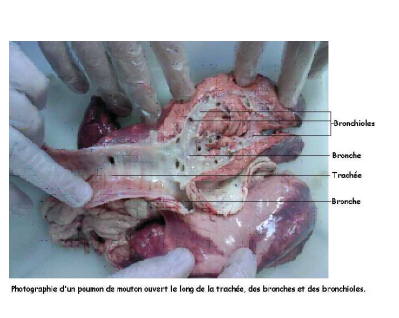 Bronchioles
Bronche
Trachée
Bronche
Photographie d'un poumon de mouton ouvert le long de la trachée, des bronches et des bronchioles.